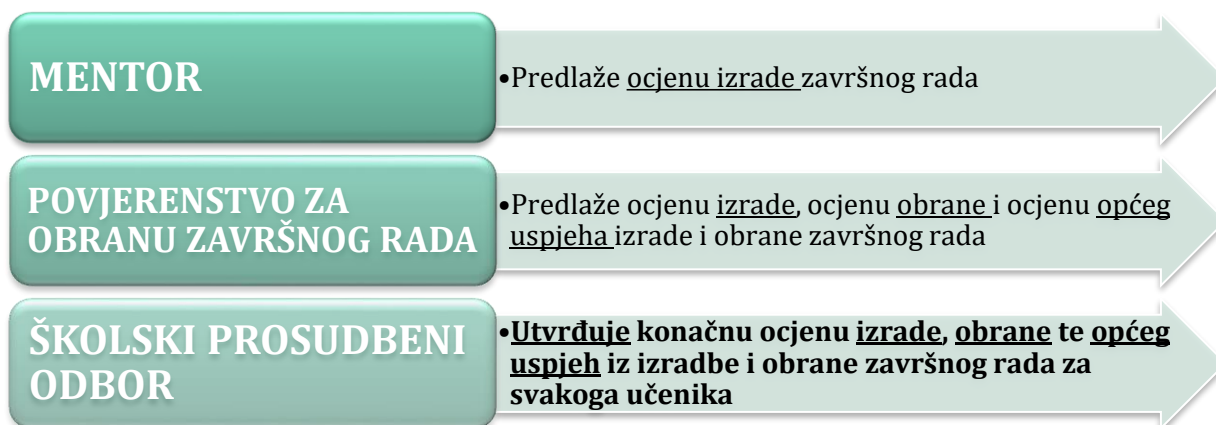 MENTOR
•Predlaže ocjenu izrade završnog rada
POVJERENSTVO ZA
OBRANU ZAVRŠNOG RADA
•Predlaže ocjenu izrade, ocjenu obrane i ocjenu općeg
uspjeha izrade i obrane završnog rada
ŠKOLSKI PROSUDBENI
ODBOR
•Utvrđuje konačnu ocjenu izrade, obrane te općeg
uspjeh iz izradbe i obrane završnog rada za
svakoga učenika